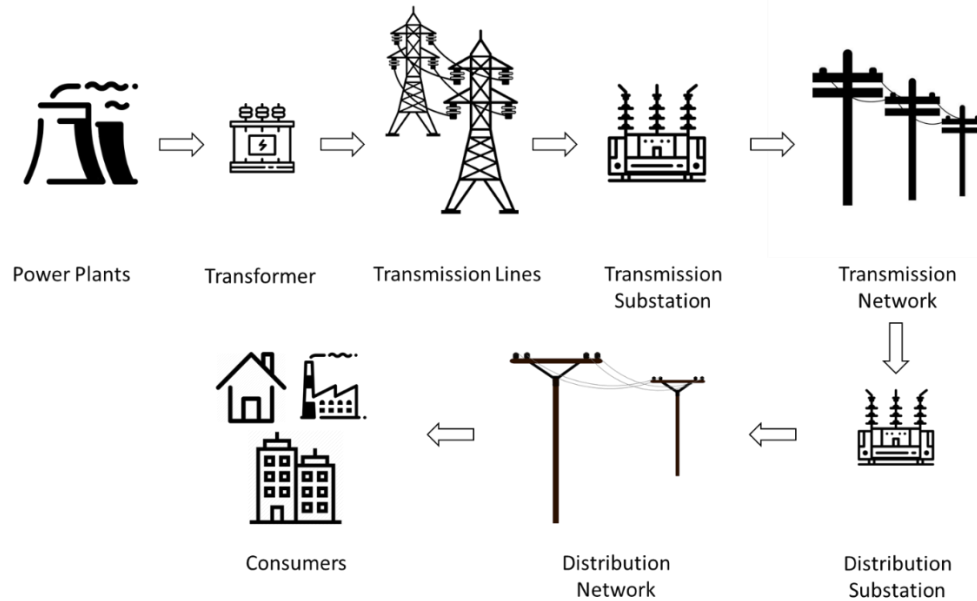 Power Plants
Transformer
Transmission Lines
Transmission
Substation
Transmission
Network
Consumers
Distribution
Network
Distribution
Substation